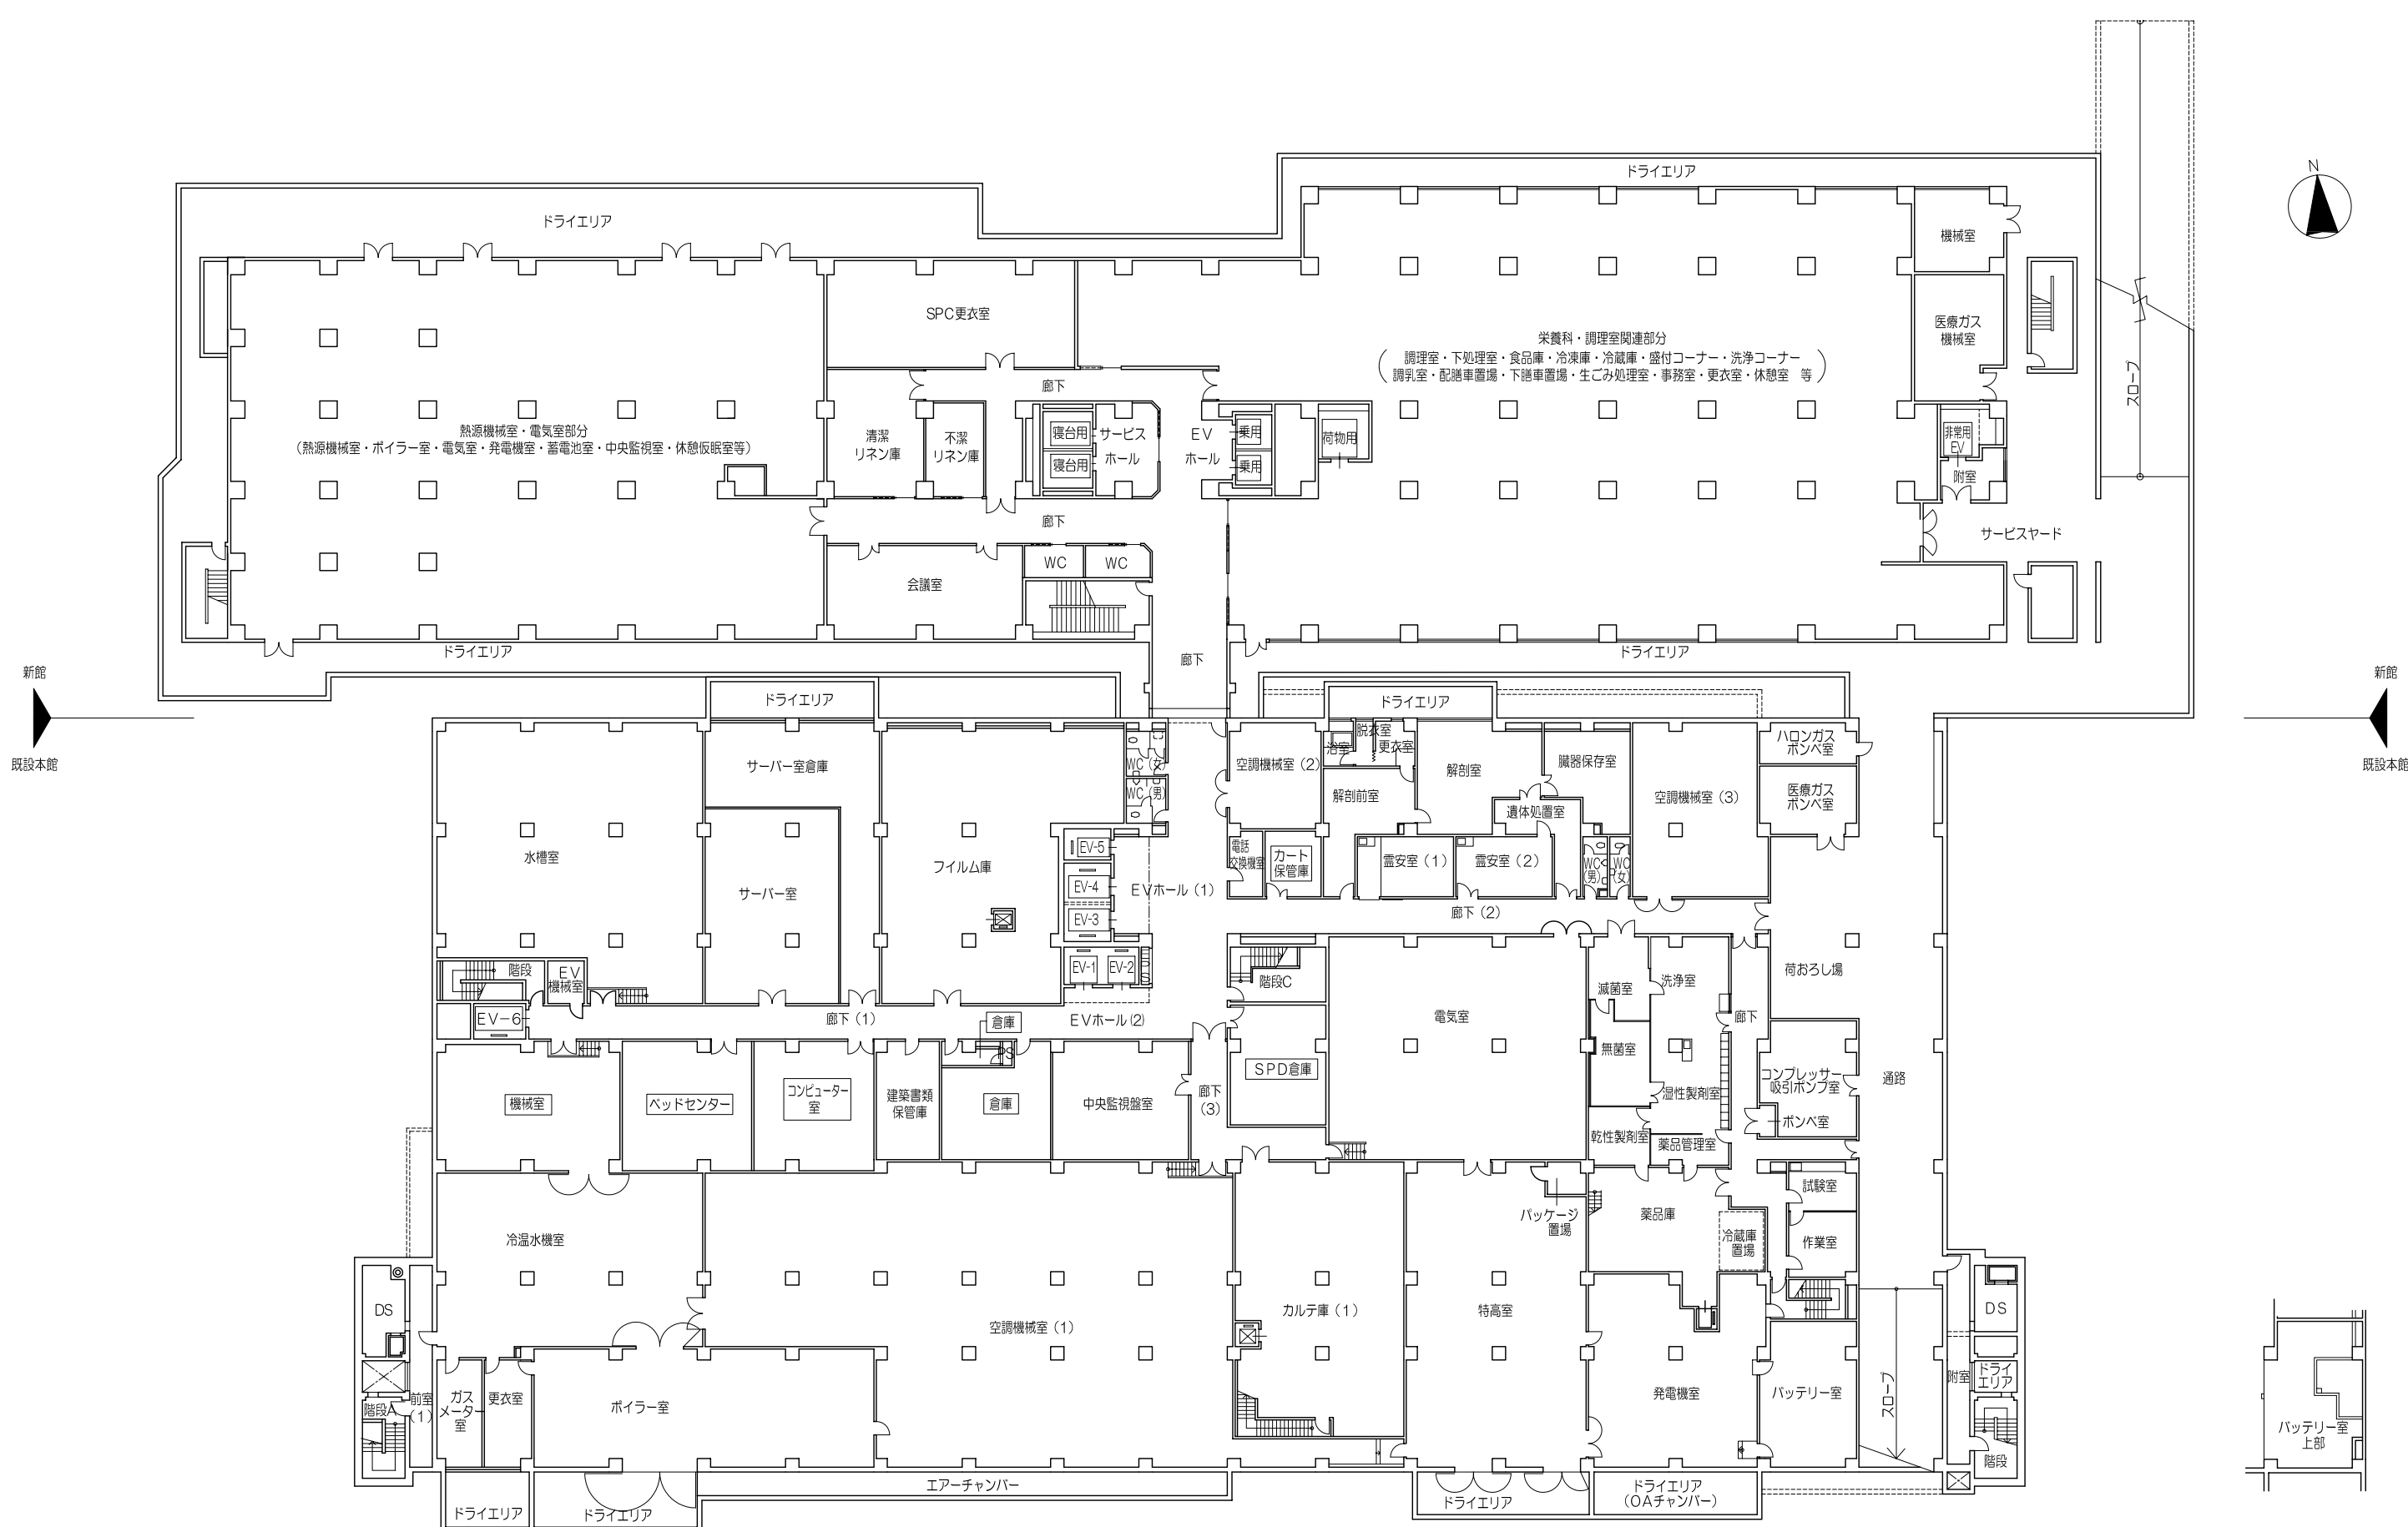 N
ドライエリア
ドライエリア
機械室
SPC更衣室
医療ガス
機械室
栄養科・調理室関連部分
調理室・下処理室・食品庫・冷凍庫・冷蔵庫・盛付コーナー・洗浄コーナー
調乳室・配膳車置場・下膳車置場・生ごみ処理室・事務室・更衣室・休憩室 等
スロープ
廊下
熱源機械室・電気室部分
(熱源機械室・ボイラー室・電気室・発電機室・蓄電池室・中央監視室・休憩仮眠室等)
清潔
リネン庫
不潔
リネン庫
寝台用
寝台用
サービス
ホール
EV
ホール
乗用
乗用
荷物用
非常用
EV
附室
廊下
サービスヤード
WC
WC
会議室
ドライエリア
廊下
ドライエリア
新館
既設本館
新館
既設本館
ドライエリア
ドライエリア
サーバー室倉庫
WC(女)
WC(男)
空調機械室(2)
浴室
脱衣室
更衣室
解剖室
臓器保存室
ハロンガス
ボンベ室
解剖前室
遺体処置室
空調機械室(3)
医療ガス
ボンベ室
水槽室
サーバー室
フイルム庫
EV-5
EV-4
EV-3
EVホール(1)
電話
交換機室
カート
保管庫
霊安室(1)
霊安室(2)
WC
(男)
WC
(女)
廊下(2)
階段
EV
機械室
EV-1
EV-2
DS
階段C
滅菌室
洗浄室
荷おろし場
EV-6
廊下(1)
倉庫
EVホール(2)
電気室
廊下
PS
無菌室
SPD倉庫
コンプレッサー
吸引ポンプ室
通路
機械室
ベッドセンター
コンピューター
室
建築書類
保管庫
倉庫
中央監視盤室
廊下
(3)
湿性製剤室
ボンベ室
乾性製剤室
薬品管理室
試験室
冷温水機室
パッケージ
置場
薬品庫
冷蔵庫
置場
作業室
DS
空調機械室(1)
カルテ庫(1)
特高室
DS
階段A
前室
(1)
ガス
メーター
室
更衣室
ボイラー室
発電機室
バッテリー室
スロープ
附室
ドライ
エリア
階段
バッテリー室
上部
エアーチャンバー
ドライエリア
ドライエリア
ドライエリア
ドライエリア
(OAチャンバー)